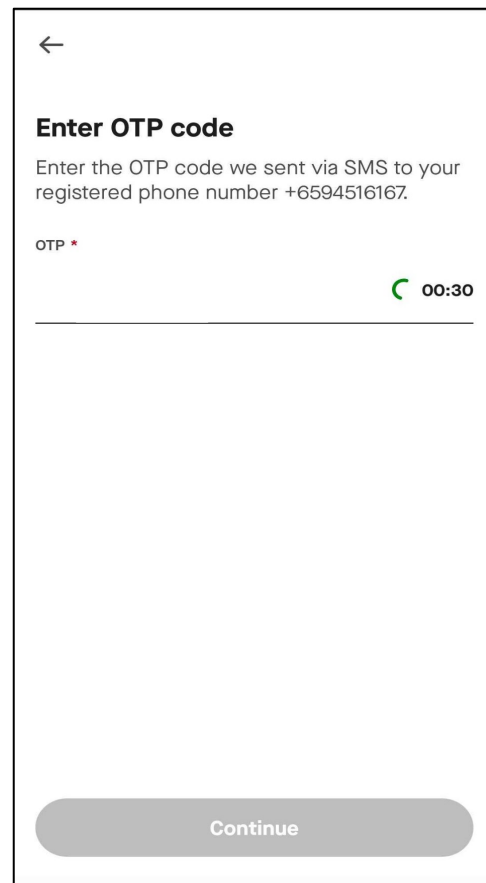 Enter OTP code
Enter the OTP code we sent via SMS to your
registered phone number +6594516167.
OTP *
00:30
Continue